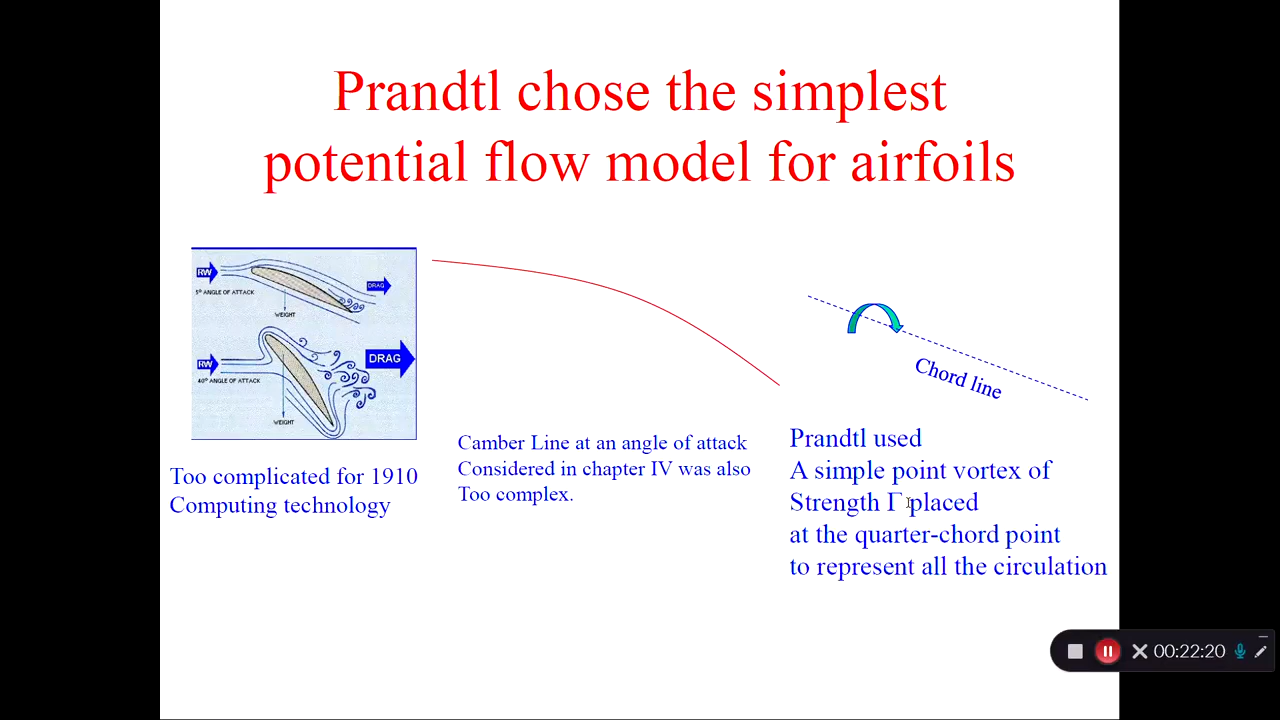 Prandtl chose the simplest
potential flow model for airfoils
RW
5° ANGLE OF ATTACK
DRAG
WEIGHT
RW
40° ANGLE OF ATTACK
DRAG
WEIGHT
Too complicated for 1910
Computing technology
Camber Line at an angle of attack
Considered in chapter IV was also
Too complex.
Chord line
Prandtl used
A simple point vortex of
Strength Γ placed
at the quarter-chord point
to represent all the circulation
00:22:20